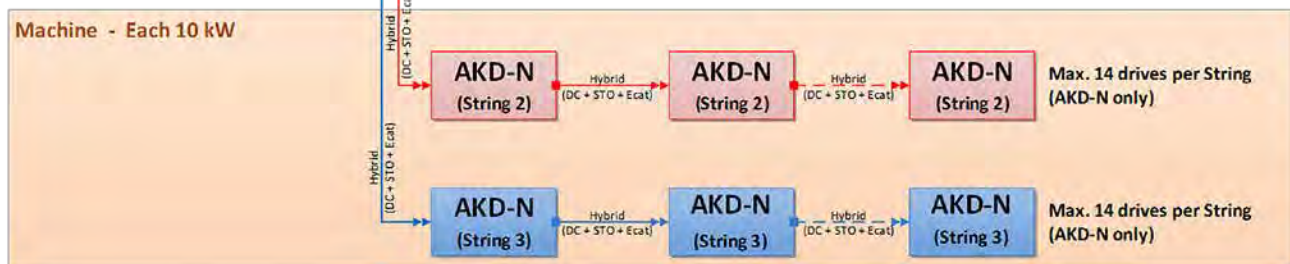 Machine - Each 10 kW
Hybrid
(DC + STO + Ecat)
AKD-N
(String 2)
Hybrid
(DC + STO + Ecat)
AKD-N
(String 2)
Hybrid
(DC + STO + Ecat)
AKD-N
(String 2)
Max. 14 drives per String
(AKD-N only)
Hybrid
(DC + STO + Ecat)
AKD-N
(String 3)
Hybrid
(DC + STO + Ecat)
AKD-N
(String 3)
Hybrid
(DC + STO + Ecat)
AKD-N
(String 3)
Max. 14 drives per String
(AKD-N only)